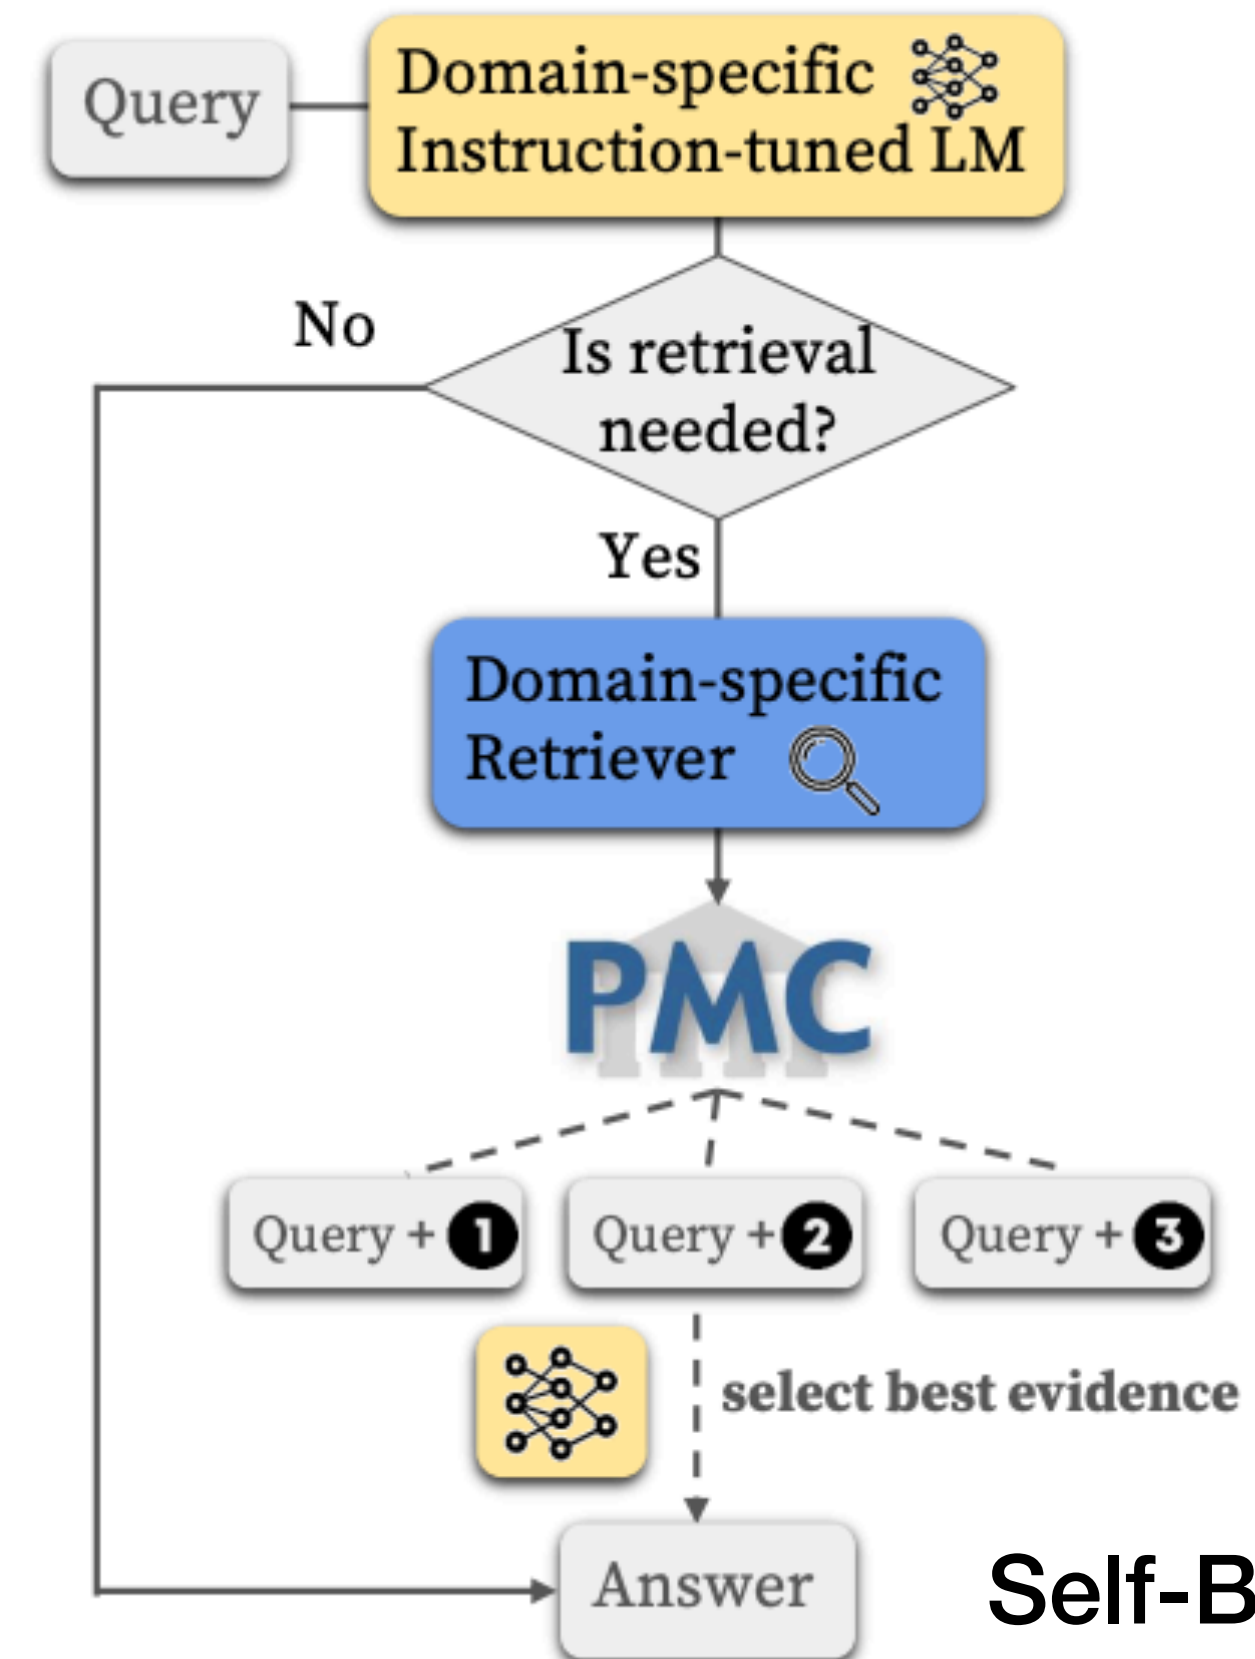 Query
Domain-specific
Instruction-tuned LM
No
Is retrieval
needed?
Yes
Domain-specific
Retriever
PMC
Query + 1
Query + 2
Query + 3
select best evidence
Answer
Self-B